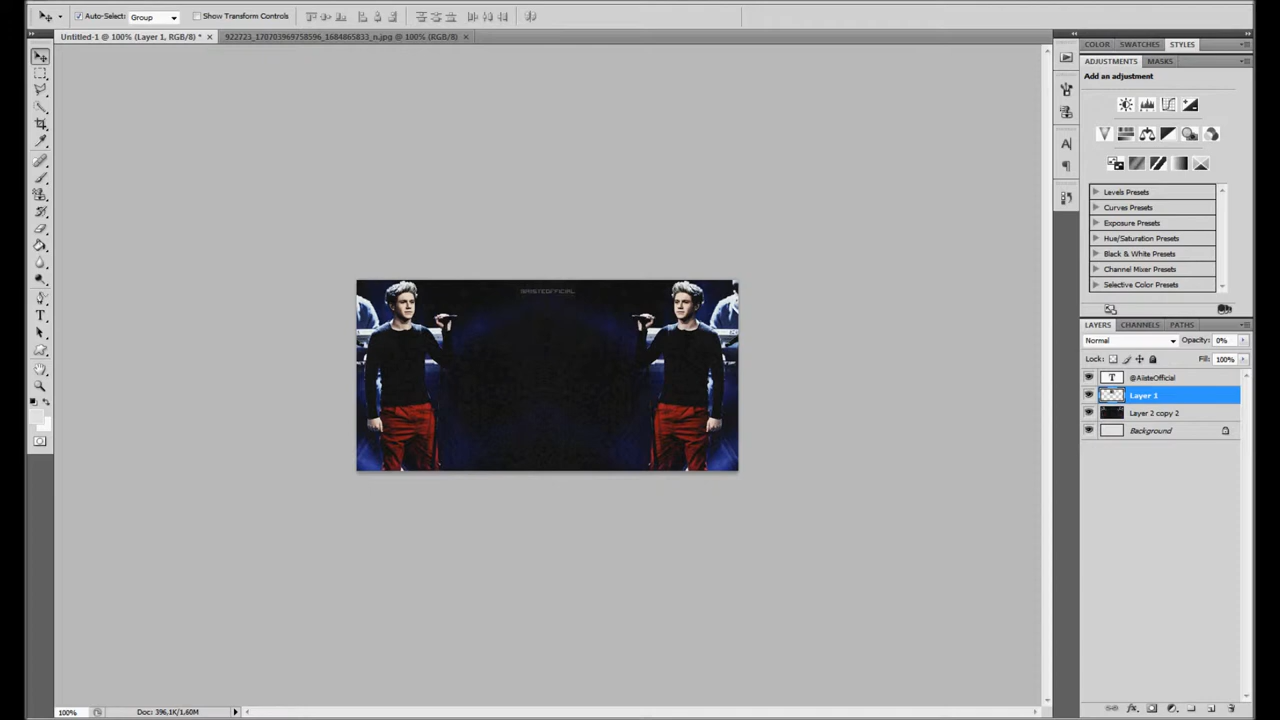 Auto-Select: Group Show Transform Controls
Untitled-1 @ 100% (Layer 1, RGB/8) * 922723_170703969758596_1684865833_n.jpg @ 100% (RGB/8)
COLOR SWATCHES STYLES
ADJUSTMENTS MASKS
Add an adjustment
Levels Presets
Curves Presets
Exposure Presets
Hue/Saturation Presets
Black & White Presets
Channel Mixer Presets
Selective Color Presets
LAYERS CHANNELS PATHS
Normal Opacity: 0%
Lock: Fill: 100%
T @AisteOfficial
Layer 1
Layer 2 copy 2
Background
100% Doc: 396,1K/1,60M